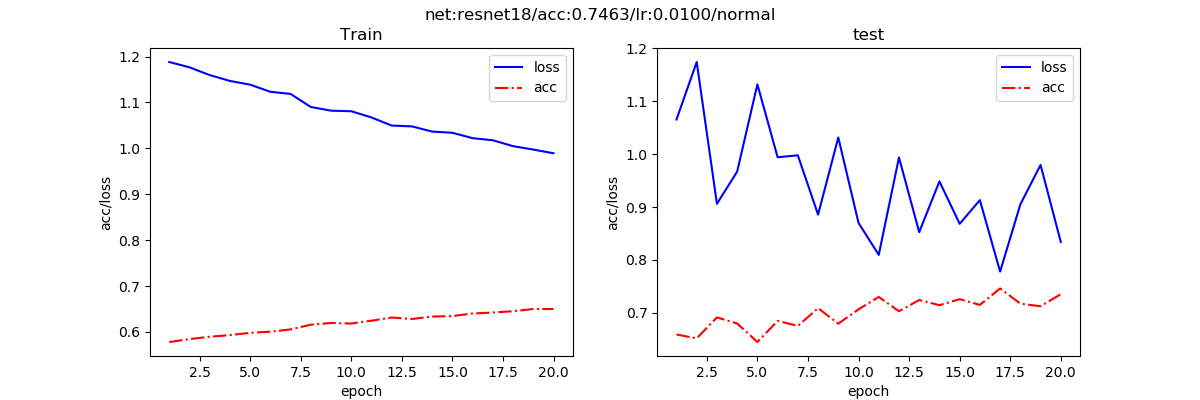 net:resnet18/acc:0.7463/lr:0.0100/normal
Train
acc/loss
1.2
1.1
1.0
0.9
0.8
0.7
0.6
loss
acc
2.5 5.0 7.5 10.0 12.5 15.0 17.5 20.0
epoch
test
acc/loss
1.2
1.1
1.0
0.9
0.8
0.7
loss
acc
2.5 5.0 7.5 10.0 12.5 15.0 17.5 20.0
epoch